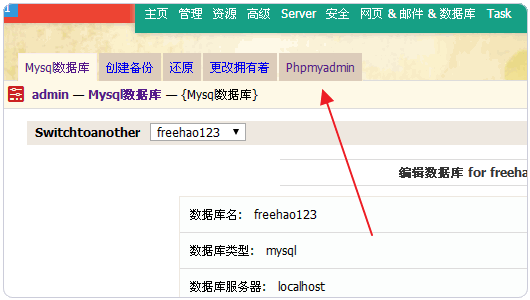 1
主页 管理 资源 高级 Server 安全 网页 & 邮件 & 数据库 Task
Mysql数据库 创建备份 还原 更改拥有着 Phpmyadmin
admin — Mysql数据库 — {Mysql数据库}
Switchtoanother freehao123
编辑数据库 for freeha
数据库名: freehao123
数据库类型: mysql
数据库服务器: localhost